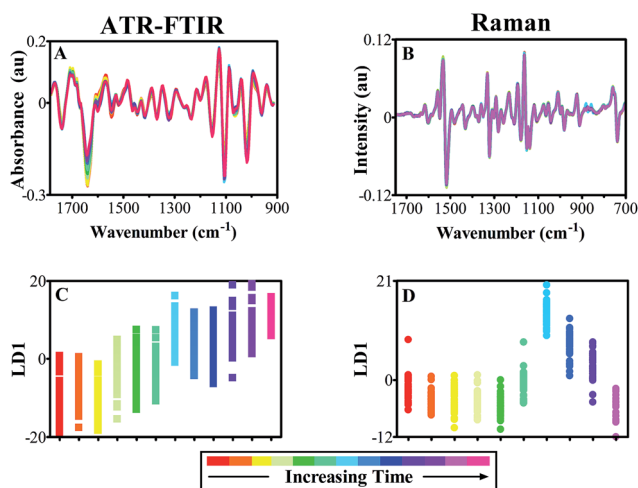 ATR-FTIR
Raman
A
0.2
0
-0.3
Absorbance (au)
1700 1500 1300 1100 900
Wavenumber (cm-1)
B
0.12
0
-0.12
Intensity (au)
1700 1500 1300 1100 900 700
Wavenumber (cm-1)
C
20
0
-20
LD1
D
21
0
-12
LD1
Increasing Time